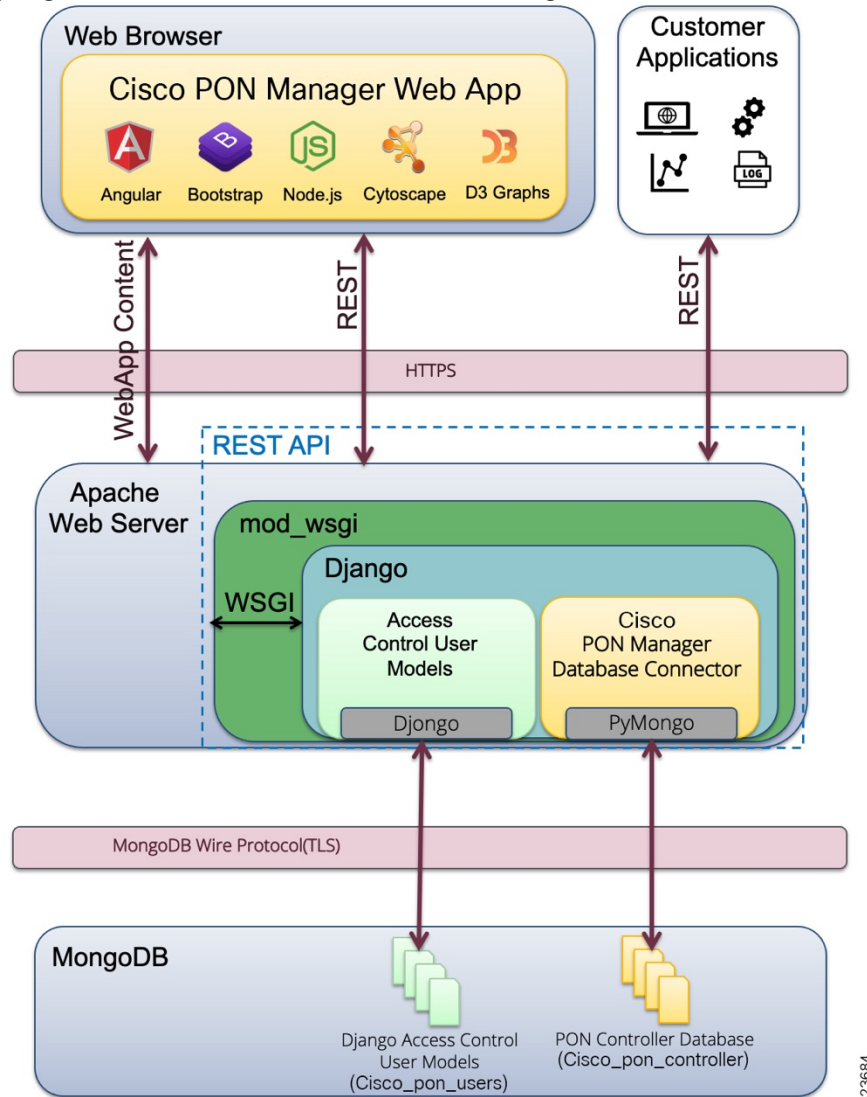 Web Browser
Cisco PON Manager Web App
Angular
Bootstrap
Node.js
Cytoscape
D3 Graphs
Customer
Applications
LOG
WebApp Content
REST
REST
HTTPS
REST API
Apache
Web Server
mod_wsgi
Django
WSGI
Access
Control User
Models
Djongo
Cisco
PON Manager
Database Connector
PyMongo
MongoDB Wire Protocol(TLS)
MongoDB
Django Access Control
User Models
(Cisco_pon_users)
PON Controller Database
(Cisco_pon_controller)